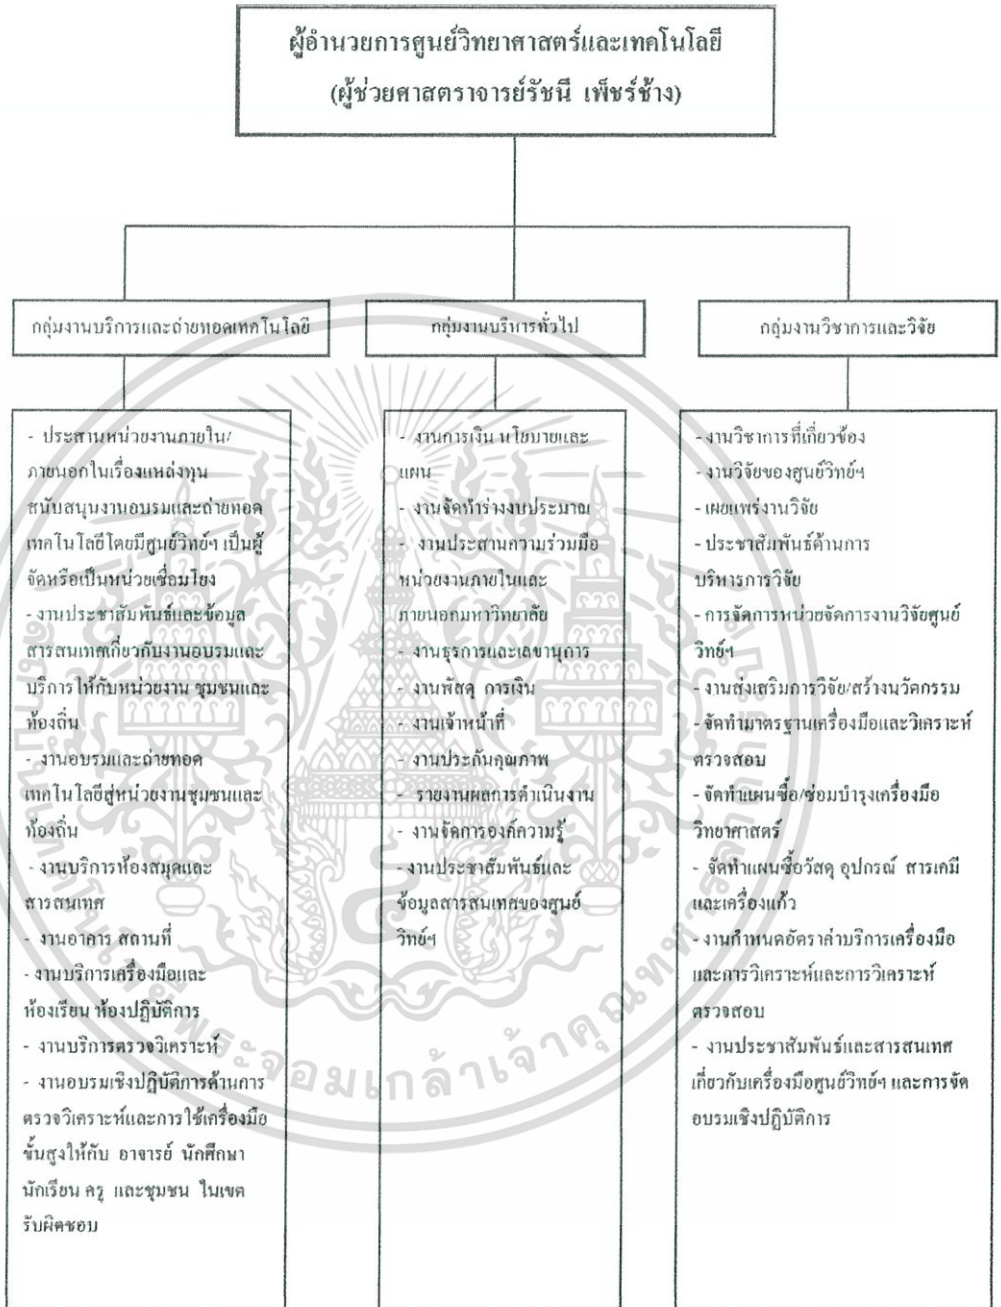 ผู้อำนวยการศูนย์วิทยาศาสตร์และเทคโนโลยี
(ผู้ช่วยศาสตราจารย์รัชนี เพ็ชร์ช้าง)
กลุ่มงานบริการและถ่ายทอดเทคโนโลยี
- ประสานหน่วยงานภายใน/
ภายนอกในเรื่องแหล่งทุน
สนับสนุนงานอบรมและถ่ายทอด
เทคโนโลยีโดยมีศูนย์วิทย์ฯ เป็นผู้
จัดหรือเป็นหน่วยเชื่อมโยง
- งานประชาสัมพันธ์และข้อมูล
สารสนเทศเกี่ยวกับงานอบรมและ
บริการให้กับหน่วยงาน ชุมชนและ
ท้องถิ่น
- งานอบรมและถ่ายทอด
เทคโนโลยีสู่หน่วยงานชุมชนและ
ท้องถิ่น
- งานบริการห้องสมุดและ
สารสนเทศ
- งานอาคาร สถานที่
- งานบริการเครื่องมือและ
ห้องเรียน ห้องปฏิบัติการ
- งานบริการตรวจวิเคราะห์
- งานอบรมเชิงปฏิบัติการด้านการ
ตรวจวิเคราะห์และการใช้เครื่องมือ
ขั้นสูงให้กับ อาจารย์ นักศึกษา
นักเรียน ครู และชุมชน ในเขต
รับผิดชอบ
กลุ่มงานบริหารทั่วไป
- งานการเงิน นโยบายและ
แผน
- งานจัดทำร่างงบประมาณ
- งานประสานความร่วมมือ
หน่วยงานภายในและ
ภายนอกมหาวิทยาลัย
- งานธุรการและเลขานุการ
- งานพัสดุ การเงิน
- งานเจ้าหน้าที่
- งานประกันคุณภาพ
- รายงานผลการดำเนินงาน
- งานจัดการองค์ความรู้
- งานประชาสัมพันธ์และ
ข้อมูลสารสนเทศของศูนย์
วิทย์ฯ
กลุ่มงานวิชาการและวิจัย
- งานวิชาการที่เกี่ยวข้อง
- งานวิจัยของศูนย์วิทย์ฯ
- เผยแพร่งานวิจัย
- ประชาสัมพันธ์ด้านการ
บริหารการวิจัย
- การจัดการหน่วยจัดการงานวิจัยศูนย์
วิทย์ฯ
- งานส่งเสริมการวิจัย/สร้างนวัตกรรม
- จัดทำมาตรฐานเครื่องมือและวิเคราะห์
ตรวจสอบ
- จัดทำแผนซื้อ/ซ่อมบำรุงเครื่องมือ
วิทยาศาสตร์
- จัดทำแผนซื้อวัสดุ อุปกรณ์ สารเคมี
และเครื่องแก้ว
- งานกำหนดอัตราค่าบริการเครื่องมือ
และการวิเคราะห์และการวิเคราะห์
ตรวจสอบ
- งานประชาสัมพันธ์และสารสนเทศ
เกี่ยวกับเครื่องมือศูนย์วิทย์ฯ และการจัด
อบรมเชิงปฏิบัติการ
พระจอมเกล้าเจ้าคุณทหารลาดกระบัง